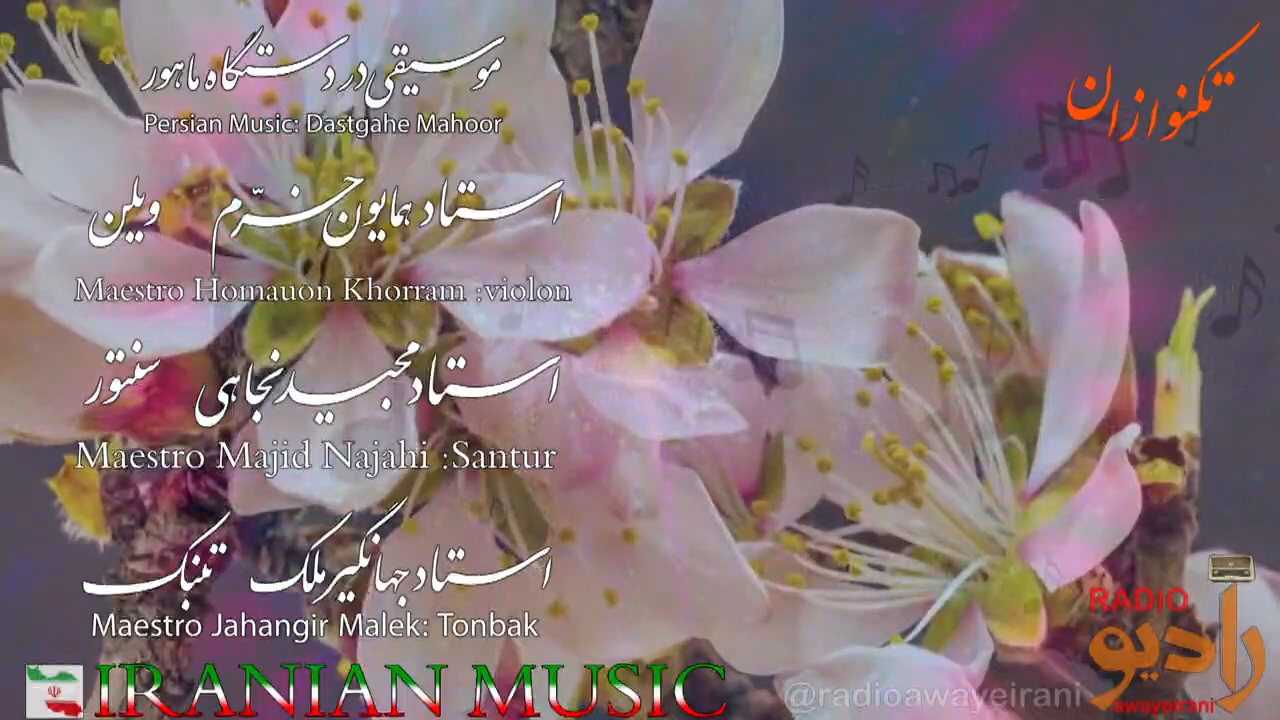 تکنوازان
موسیقی در دستگاه ماهور
Persian Music: Dastgahe Mahoor
استاد همایون خرّم ویلن
Maestro Homauon Khorram :violon
استاد مجید نجاهی سنتور
Maestro Majid Najahi :Santur
استاد جهانگیر ملک تنبک
Maestro Jahangir Malek: Tonbak
IRANIAN MUSIC
@radioawayeirani
RADIO
رادیو
awayeirani